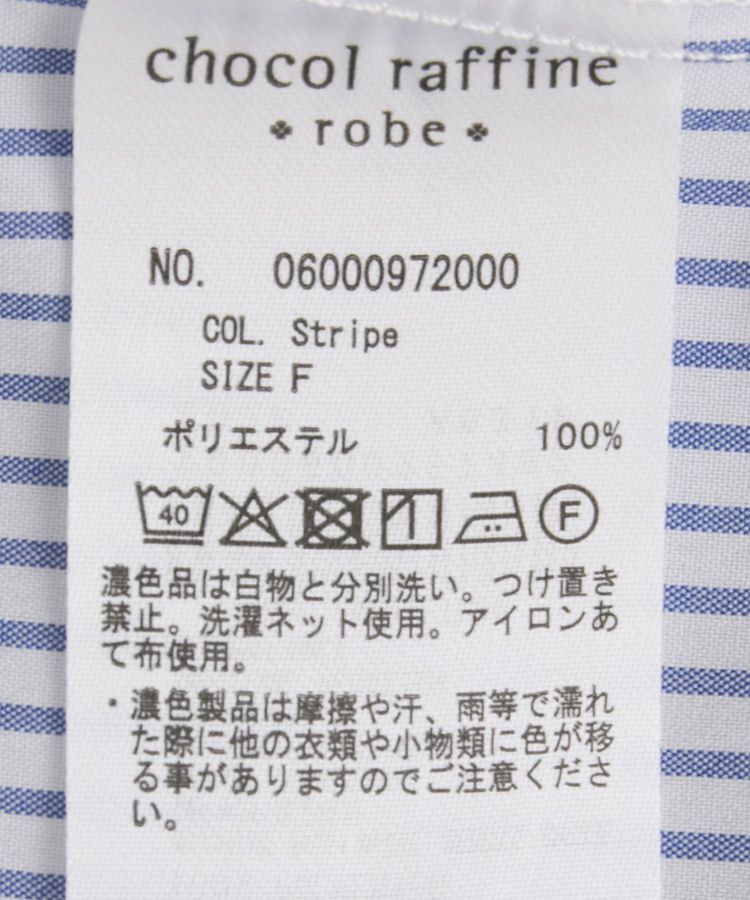 chocol raffine
robe
NO. 06000972000
COL. Stripe
SIZE F
ポリエステル 100%
40 F
濃色品は白物と分別洗い。つけ置き
禁止。洗濯ネット使用。アイロンあ
て布使用。
・濃色製品は摩擦や汗、雨等で濡れ
た際に他の衣類や小物類に色が移
る事がありますのでご注意くださ
い。